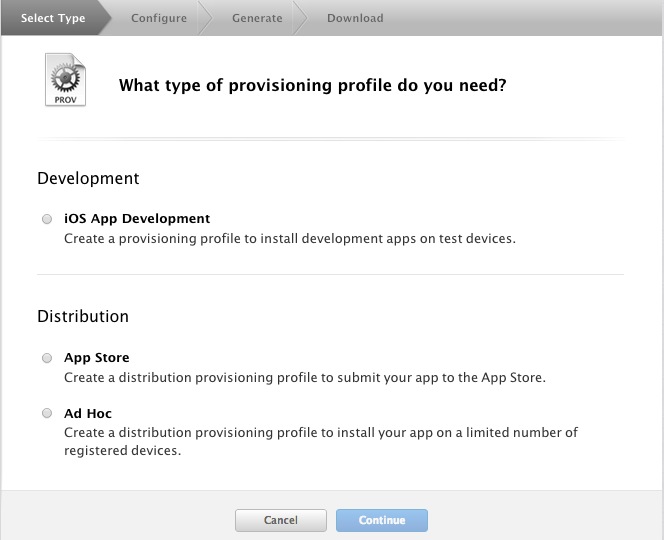 Select Type
Configure
Generate
Download
PROV
What type of provisioning profile do you need?
Development
iOS App Development
Create a provisioning profile to install development apps on test devices.
Distribution
App Store
Create a distribution provisioning profile to submit your app to the App Store.
Ad Hoc
Create a distribution provisioning profile to install your app on a limited number of
registered devices.
Cancel
Continue